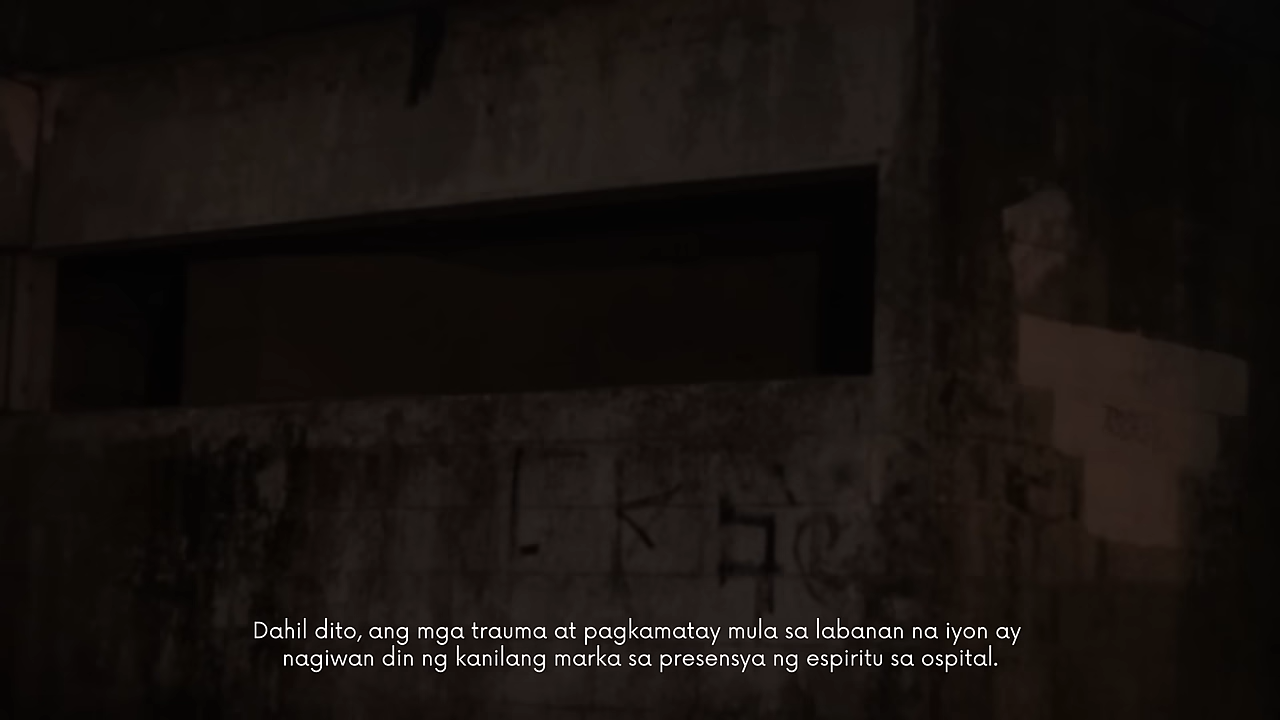 Dahil dito, ang mga trauma at pagkamatay mula sa labanan na iyon ay
nagiwan din ng kanilang marka sa presensya ng espiritu sa ospital.